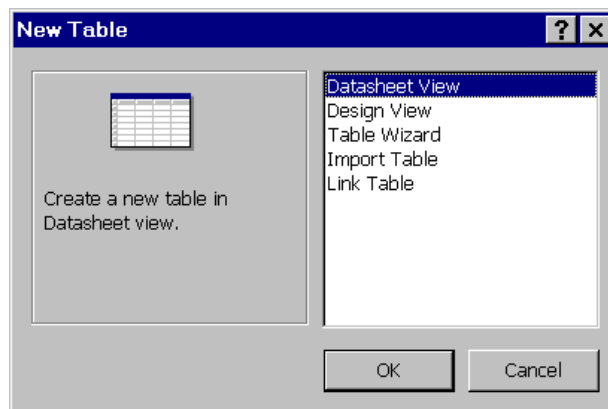 New Table
Create a new table in
Datasheet view.
Datasheet View
Design View
Table Wizard
Import Table
Link Table
OK
Cancel